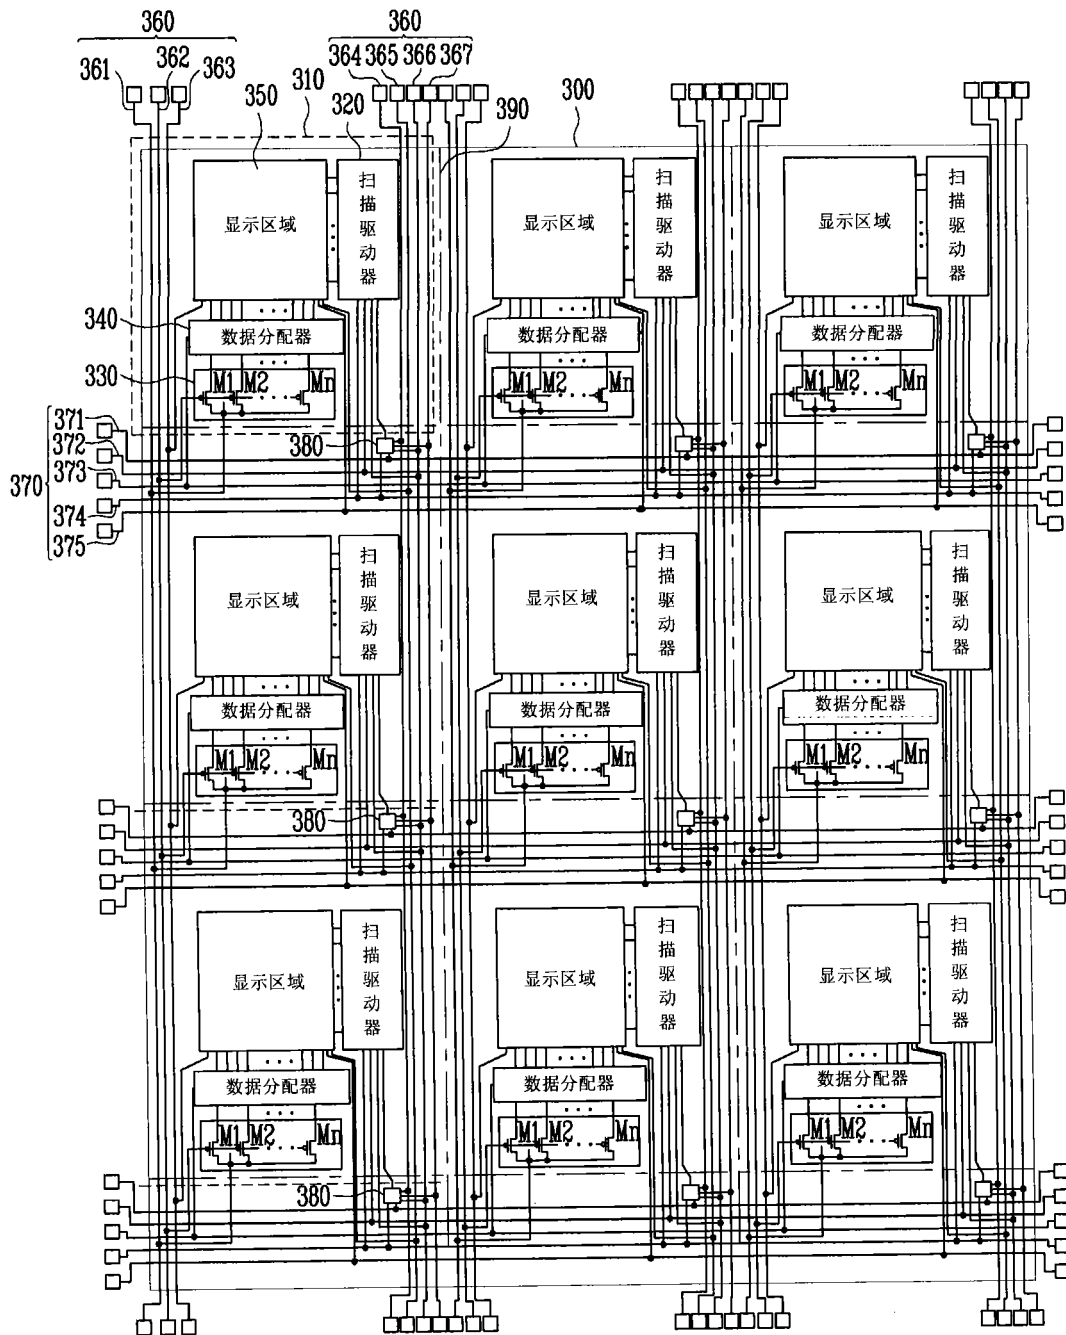 360 360
361 362 363 364 365 366 367
350 310 320 390 300
显示区域 扫描驱动器 显示区域 扫描驱动器 显示区域 扫描驱动器
340 数据分配器 数据分配器 数据分配器
330 M1 M2 Mn M1 M2 Mn M1 M2 Mn
371
372 380
373
370
374
375
显示区域 扫描驱动器 显示区域 扫描驱动器 显示区域 扫描驱动器
数据分配器 数据分配器 数据分配器
M1 M2 Mn M1 M2 Mn M1 M2 Mn
380
显示区域 扫描驱动器 显示区域 扫描驱动器 显示区域 扫描驱动器
数据分配器 数据分配器 数据分配器
M1 M2 Mn M1 M2 Mn M1 M2 Mn
380